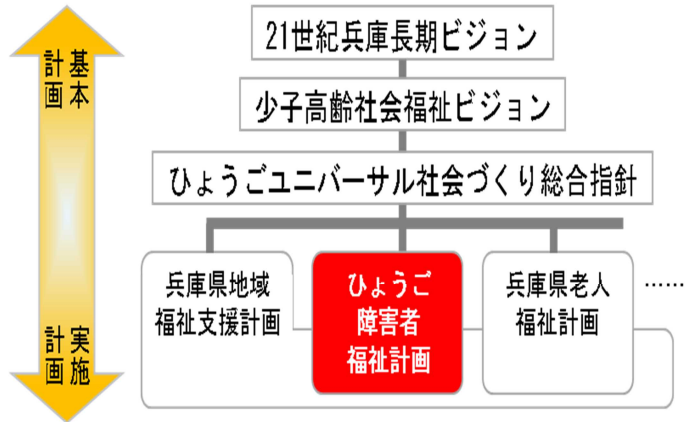 基本
計画
21世紀兵庫長期ビジョン
少子高齢社会福祉ビジョン
ひょうごユニバーサル社会づくり総合指針
兵庫県地域
福祉支援計画
ひょうご
障害者
福祉計画
兵庫県老人
福祉計画
……
実施
計画